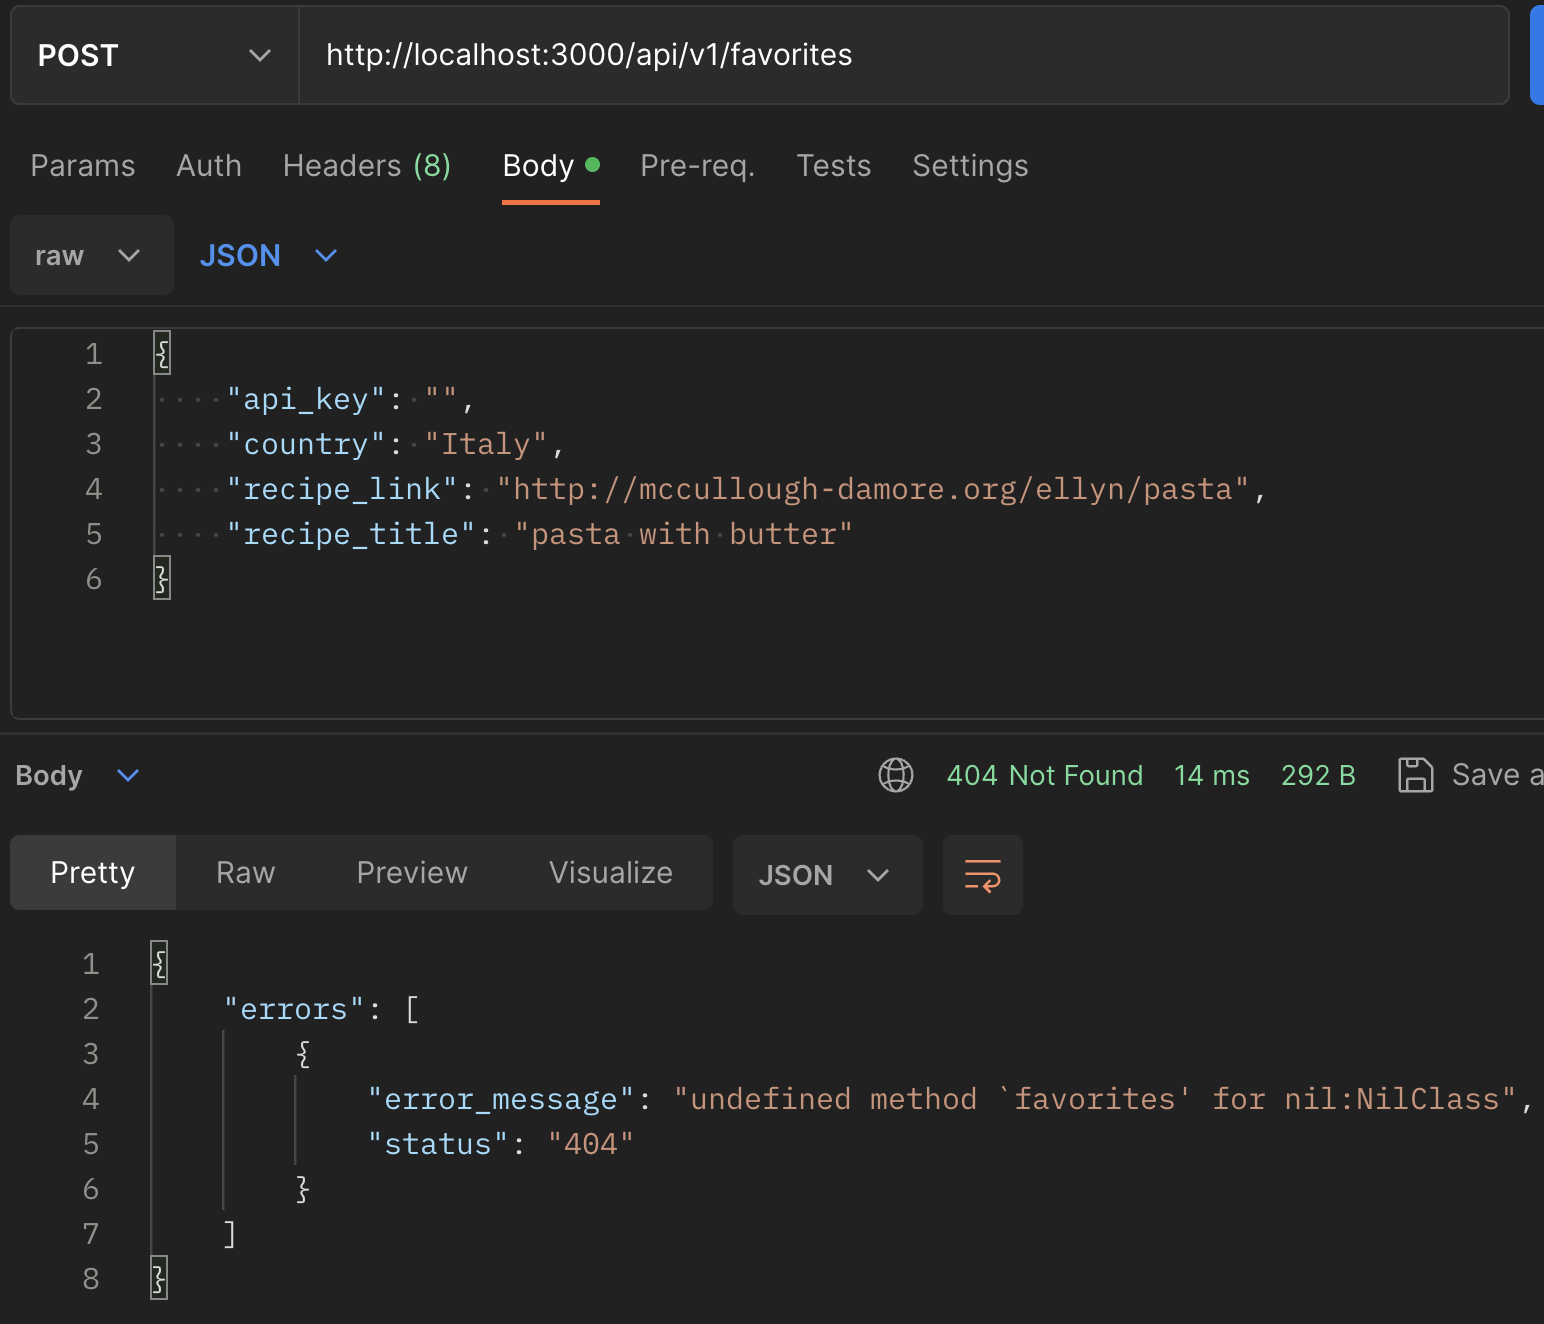 POST http://localhost:3000/api/v1/favorites
Params Auth Headers (8) Body Pre-req. Tests Settings
raw JSON
1 {
2 "api_key": "",
3 "country": "Italy",
4 "recipe_link": "http://mccullough-damore.org/ellyn/pasta",
5 "recipe_title": "pasta with butter"
6 }
Body 404 Not Found 14 ms 292 B Save a
Pretty Raw Preview Visualize JSON
1 {
2 "errors": [
3 {
4 "error_message": "undefined method `favorites' for nil:NilClass",
5 "status": "404"
6 }
7 ]
8 }